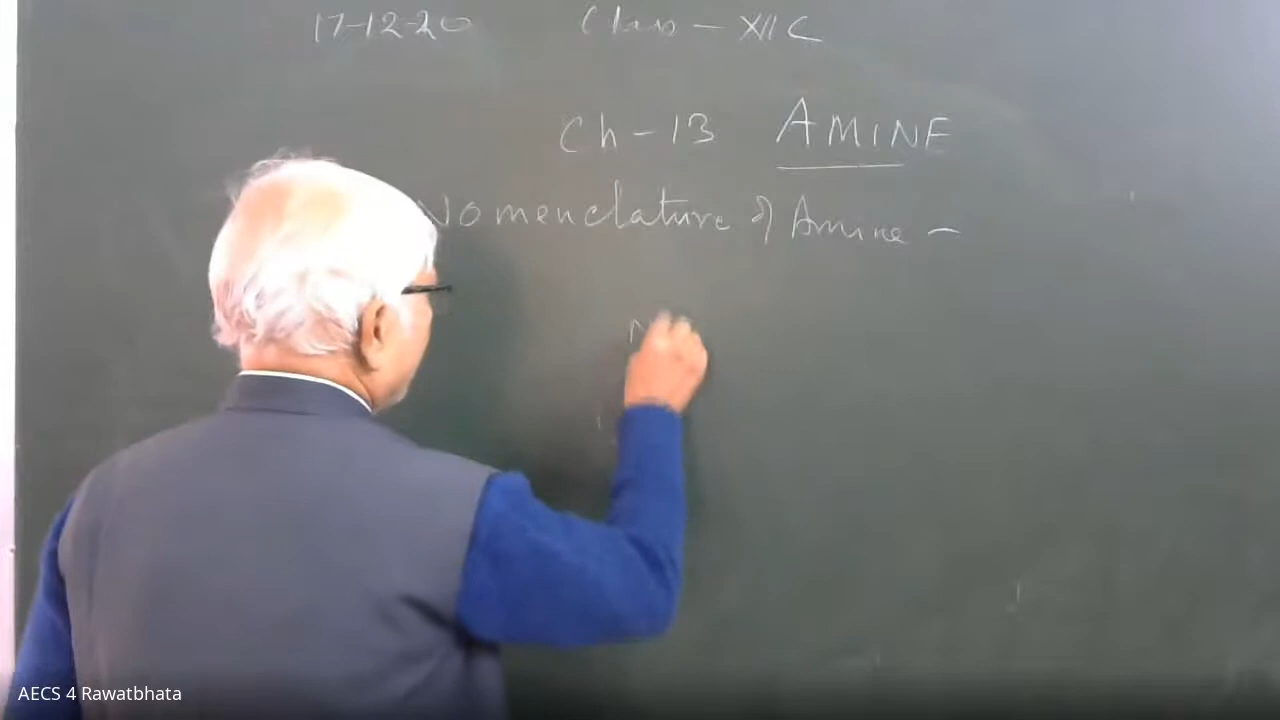 17-12-20 Class - XII C
Ch - 13 AMINE
Nomenclature of Amine -
N
AECS 4 Rawatbhata